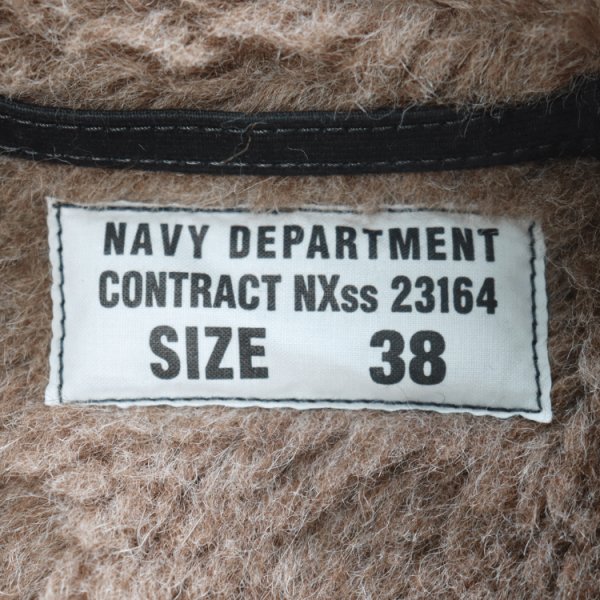 NAVY DEPARTMENT
CONTRACT NXss 23164
SIZE 38